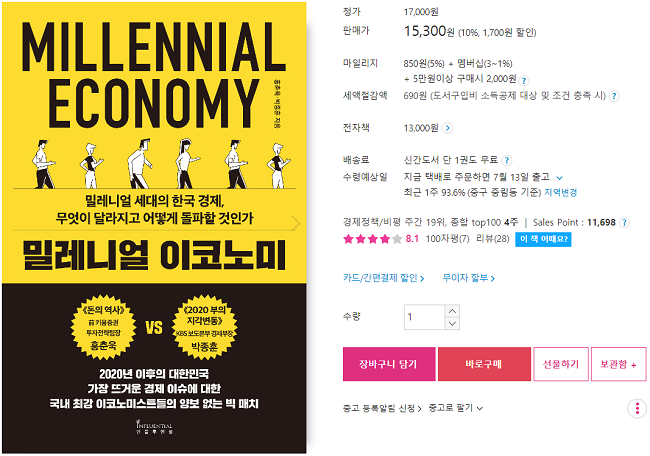 MILLENNIAL
ECONOMY
홍춘욱 박종훈 지음
밀레니얼 세대의 한국 경제,
무엇이 달라지고 어떻게 돌파할 것인가
밀레니얼 이코노미
《돈의 역사》
前 키움증권
투자전략팀장
홍춘욱
VS
《2020 부의
지각변동》
KBS 보도본부 경제부장
박종훈
2020년 이후의 대한민국
가장 뜨거운 경제 이슈에 대한
국내 최강 이코노미스트들의 양보 없는 빅 매치
INFLUENTIAL
인플루엔셜
정가 17,000원
판매가 15,300원 (10%, 1,700원 할인)
마일리지 850원(5%) + 멤버십(3~1%)
+ 5만원이상 구매시 2,000원 ?
세액절감액 690원 (도서구입비 소득공제 대상 및 조건 충족 시) ?
전자책 13,000원 >
배송료 신간도서 단 1권도 무료 ?
수령예상일 지금 택배로 주문하면 7월 13일 출고
최근 1주 93.6% (중구 중림동 기준) 지역변경
경제정책/비평 주간 19위, 종합 top100 4주 | Sales Point : 11,698 ?
8.1 100자평(7) 리뷰(28) 이 책 어때요?
카드/간편결제 할인 > 무이자 할부 >
수량 1
장바구니 담기 바로구매 선물하기 보관함 +
중고 등록알림 신청 > 중고로 팔기